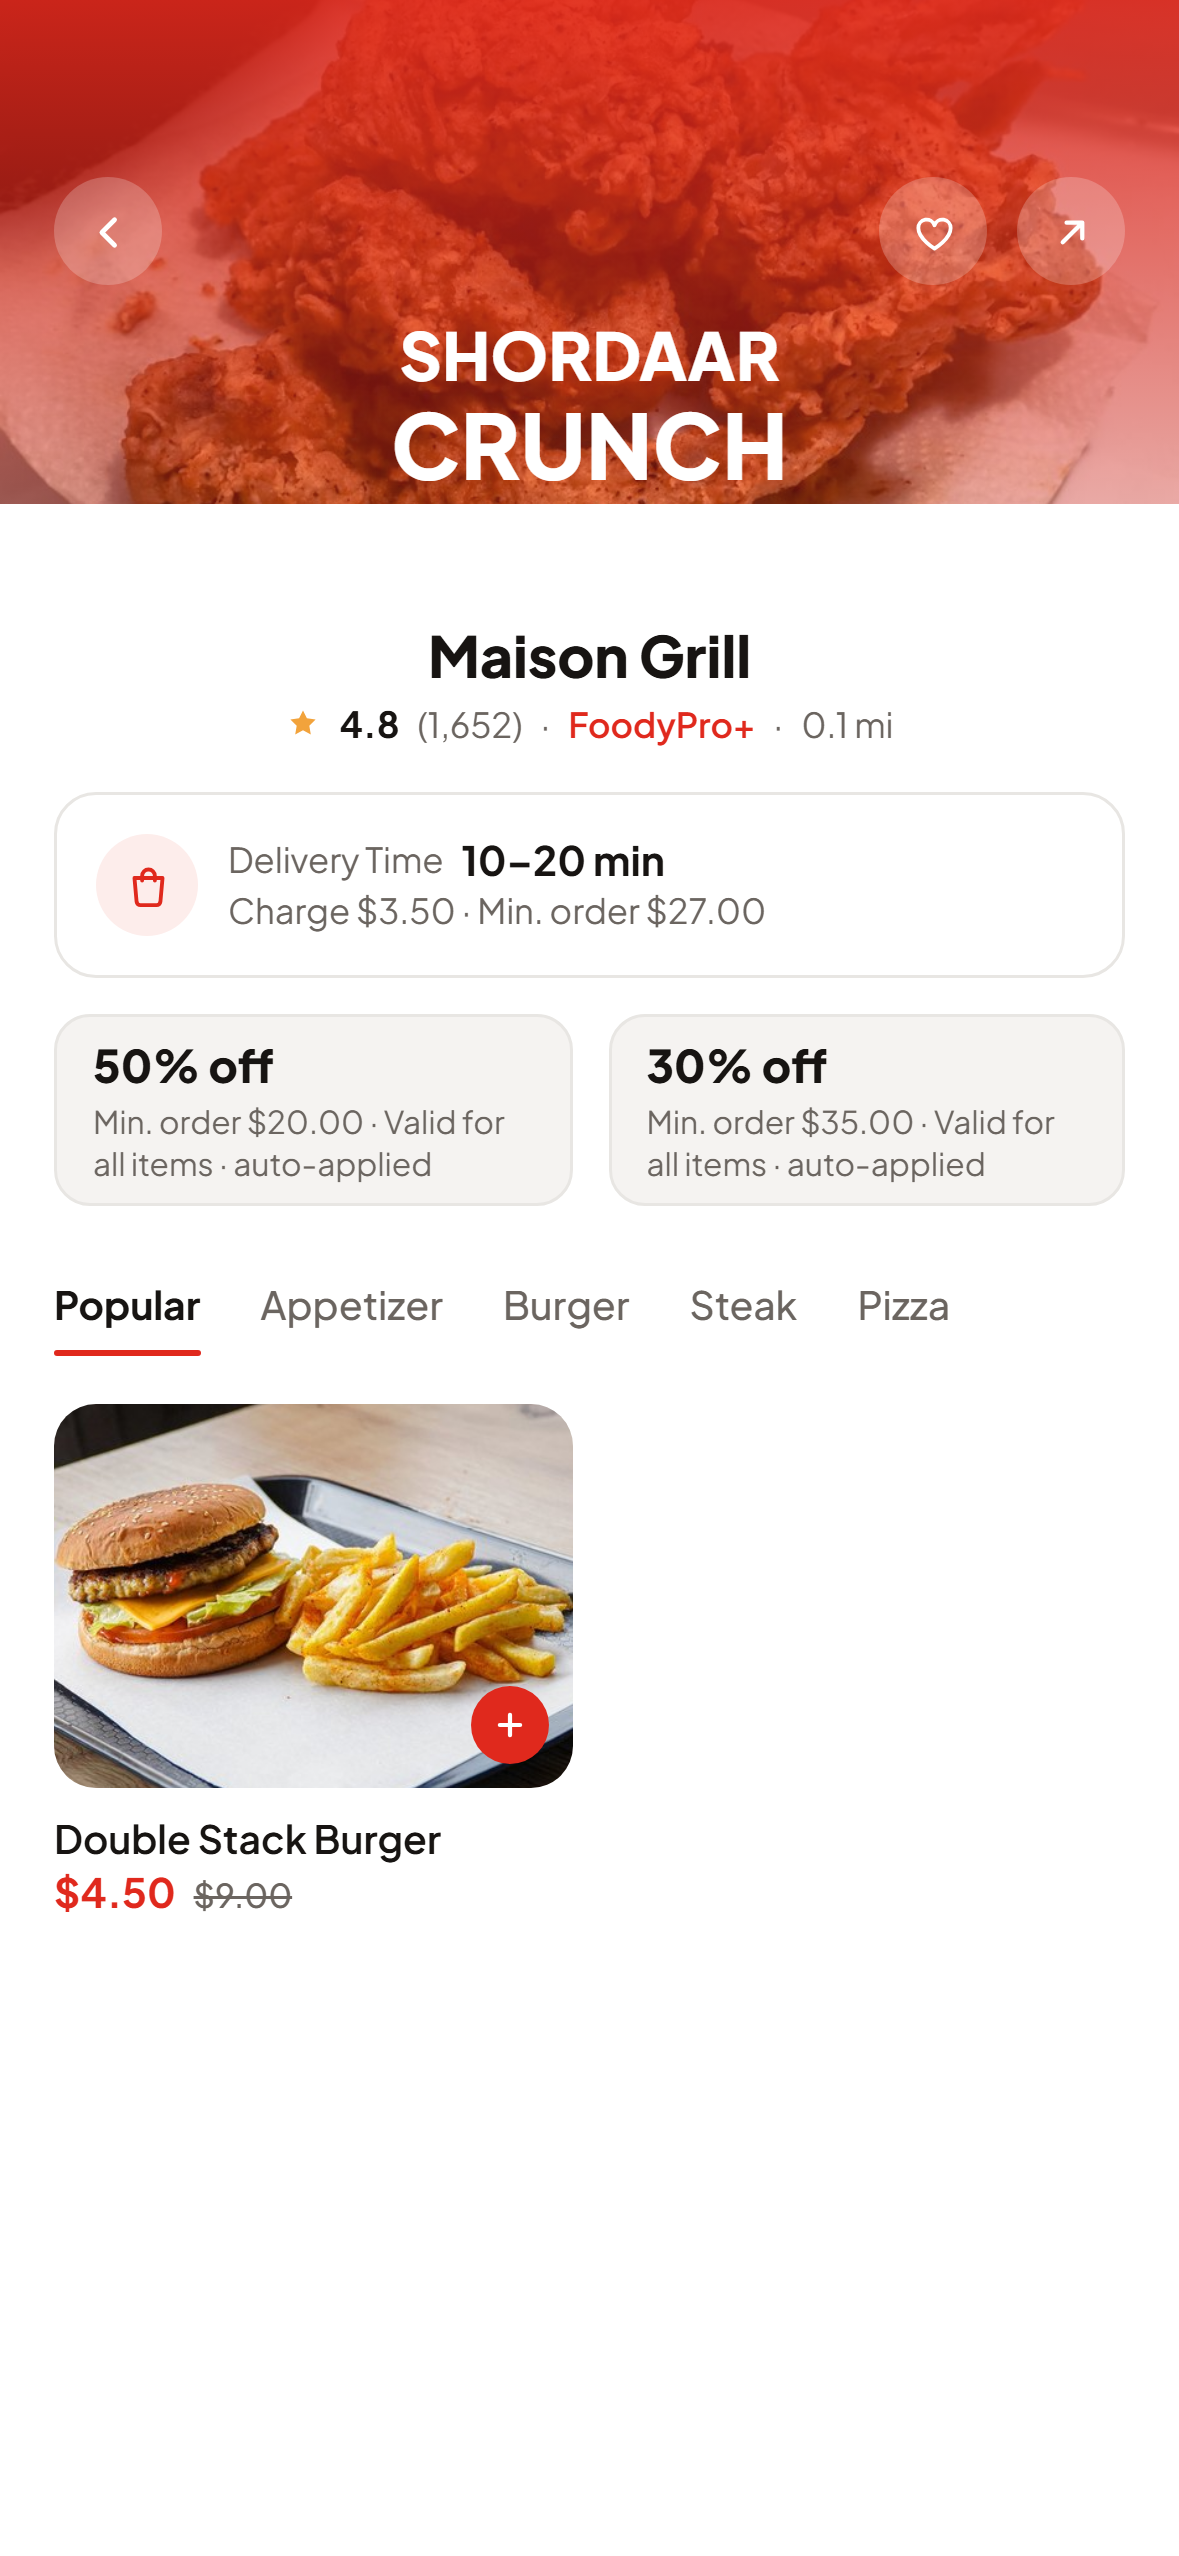 SHORDAAR
CRUNCH
Maison Grill
4.8 (1,652) · FoodyPro+ · 0.1 mi
Delivery Time 10–20 min
Charge $3.50 · Min. order $27.00
50% off
Min. order $20.00 · Valid for
all items · auto-applied
30% off
Min. order $35.00 · Valid for
all items · auto-applied
Popular Appetizer Burger Steak Pizza
Double Stack Burger
$4.50 $9.00